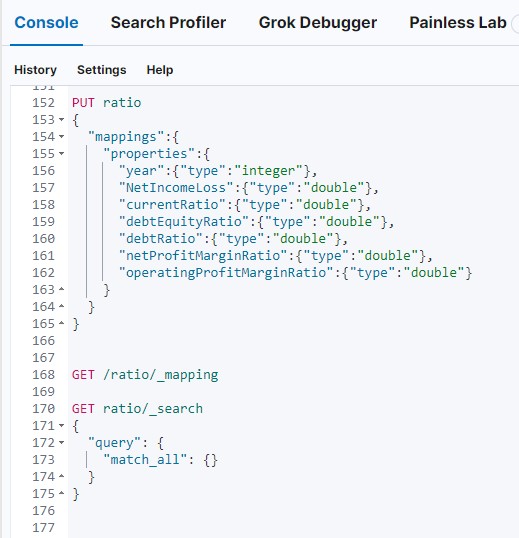 Console Search Profiler Grok Debugger Painless Lab
History Settings Help
151
152 PUT ratio
153 {
154 "mappings":{
155 "properties":{
156 "year":{"type":"integer"},
157 "NetIncomeLoss":{"type":"double"},
158 "currentRatio":{"type":"double"},
159 "debtEquityRatio":{"type":"double"},
160 "debtRatio":{"type":"double"},
161 "netProfitMarginRatio":{"type":"double"},
162 "operatingProfitMarginRatio":{"type":"double"}
163 }
164 }
165 }
166
167
168 GET /ratio/_mapping
169
170 GET ratio/_search
171 {
172 "query": {
173 "match_all": {}
174 }
175 }
176
177